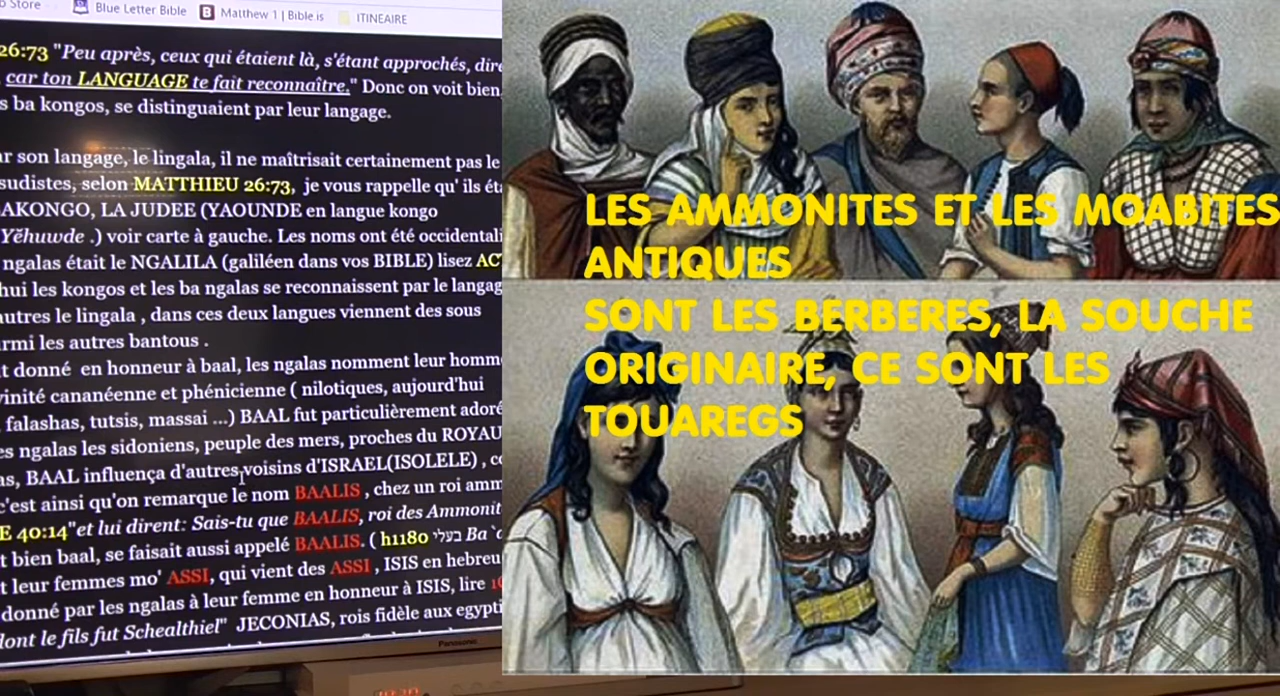 Store
Blue Letter Bible
Matthew 1 | Bible.is
ITINEAIRE
26:73 "Peu après, ceux qui étaient là, s'étant approchés, dire
car ton LANGUAGE te fait reconnaître." Donc on voit bien
s ba kongos, se distinguaient par leur langage.
ar son langage, le lingala, il ne maîtrisait certainement pas le
sudistes, selon MATTHIEU 26:73, je vous rappelle qu' ils éta
AKONGO, LA JUDEE (YAOUNDE en langue kongo
Yĕhuwde .) voir carte à gauche. Les noms ont été occidentali
ngalas était le NGALILA (galiléen dans vos BIBLE) lisez AC
hui les kongos et les ba ngalas se reconnaissent par le langag
autres le lingala , dans ces deux langues viennent des sous
rmi les autres bantous .
t donné en honneur à baal, les ngalas nomment leur homm
vinité cananéenne et phénicienne ( nilotiques, aujourd'hui
falashas, tutsis, massai ...) BAAL fut particulièrement adoré
es ngalas les sidoniens, peuple des mers, proches du ROYAU
as, BAAL influença d'autres voisins d'ISRAEL(ISOLELE) , c
c'est ainsi qu'on remarque le nom BAALIS , chez un roi amm
E 40:14"et lui dirent: Sais-tu que BAALIS, roi des Ammonit
t bien baal, se faisait aussi appelé BAALIS. ( h1180 בעלי Ba
t leur femmes mo' ASSI, qui vient des ASSI , ISIS en hebreu
donné par les ngalas à leur femme en honneur à ISIS, lire
dont le fils fut Schealthiel" JECONIAS, rois fidèle aux egypti
Panasonic
LES AMMONITES ET LES MOABITES
ANTIQUES
SONT LES BERBERES, LA SOUCHE
ORIGINAIRE, CE SONT LES
TOUAREGS